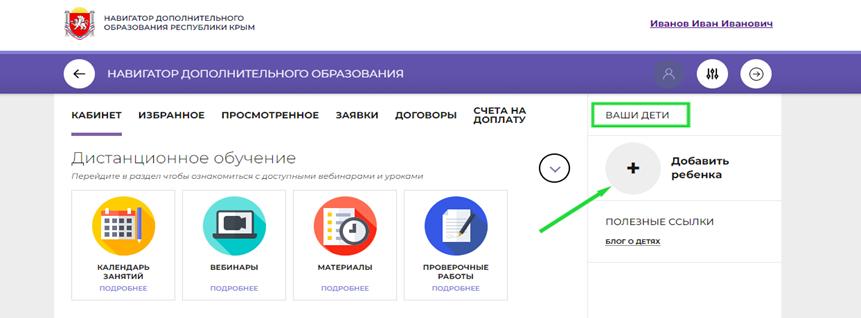 НАВИГАТОР ДОПОЛНИТЕЛЬНОГО
ОБРАЗОВАНИЯ РЕСПУБЛИКИ КРЫМ
Иванов Иван Иванович
НАВИГАТОР ДОПОЛНИТЕЛЬНОГО ОБРАЗОВАНИЯ
КАБИНЕТ ИЗБРАННОЕ ПРОСМОТРЕННОЕ ЗАЯВКИ ДОГОВОРЫ СЧЕТА НА
ДОПЛАТУ
Дистанционное обучение
Перейдите в раздел чтобы ознакомиться с доступными вебинарами и уроками
КАЛЕНДАРЬ
ЗАНЯТИЙ
ПОДРОБНЕЕ
ВЕБИНАРЫ
ПОДРОБНЕЕ
МАТЕРИАЛЫ
ПОДРОБНЕЕ
ПРОВЕРОЧНЫЕ
РАБОТЫ
ПОДРОБНЕЕ
ВАШИ ДЕТИ
Добавить
ребенка
ПОЛЕЗНЫЕ ССЫЛКИ
БЛОГ О ДЕТЯХ